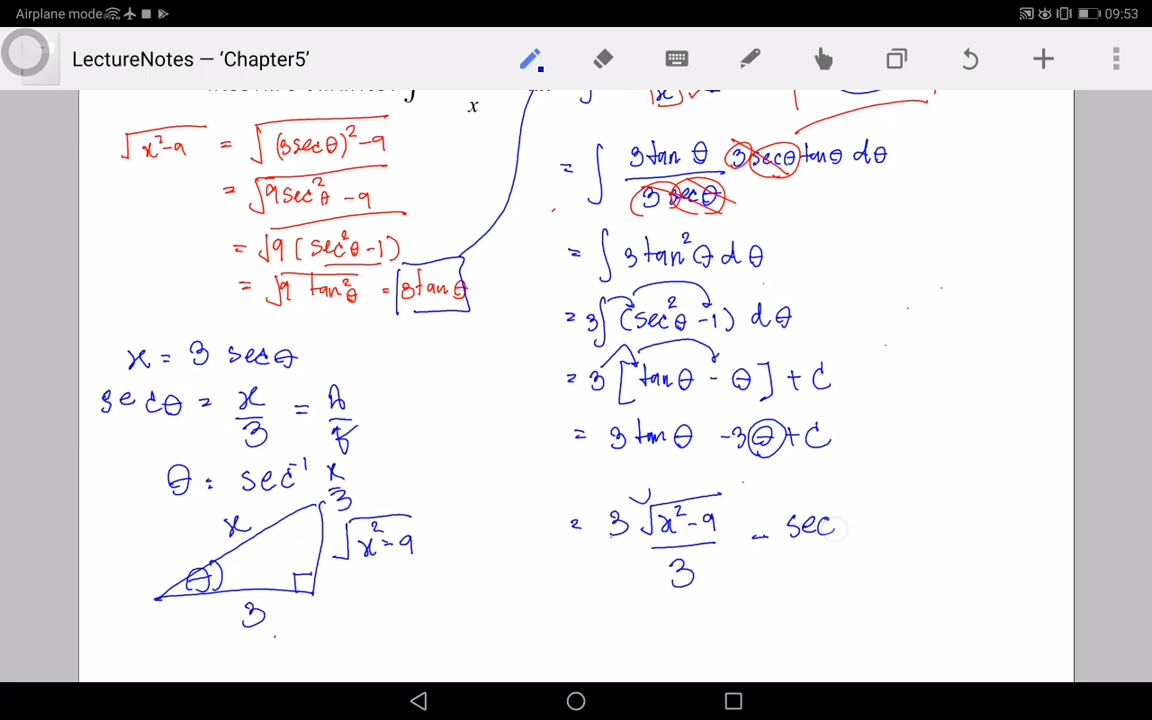 Airplane mode 09:53
LectureNotes — ‘Chapter5’
x
√(x²-9) = √((3secθ)²-9)
= √(9sec²θ -9)
= √(9(sec²θ-1))
= √(9 tan²θ) = 3tanθ
x = 3 secθ
secθ = x/3 = h/f
θ = sec⁻¹ x/3
x
√(x²-9)
θ
3
= ∫ (3tanθ / 3secθ) 3secθ tanθ dθ
= ∫ 3tan²θ dθ
= 3∫ (sec²θ -1) dθ
= 3 [tanθ - θ] + C
= 3tanθ -3θ + C
= 3 √(x²-9)/3 - sec